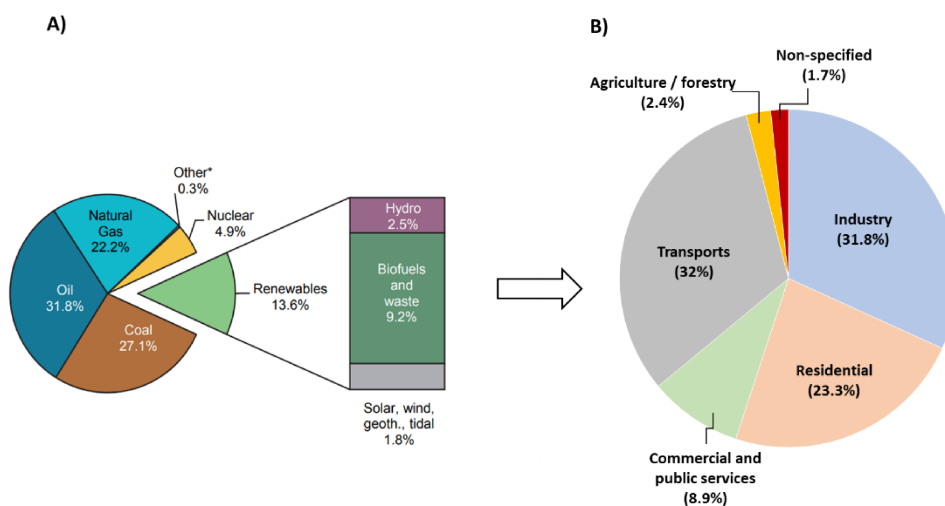 A)
Other*
0.3%
Natural
Gas
22.2%
Nuclear
4.9%
Oil
31.8%
Coal
27.1%
Renewables
13.6%
Hydro
2.5%
Biofuels
and
waste
9.2%
Solar, wind,
geoth., tidal
1.8%
B)
Non-specified
(1.7%)
Agriculture / forestry
(2.4%)
Industry
(31.8%)
Transports
(32%)
Residential
(23.3%)
Commercial and
public services
(8.9%)